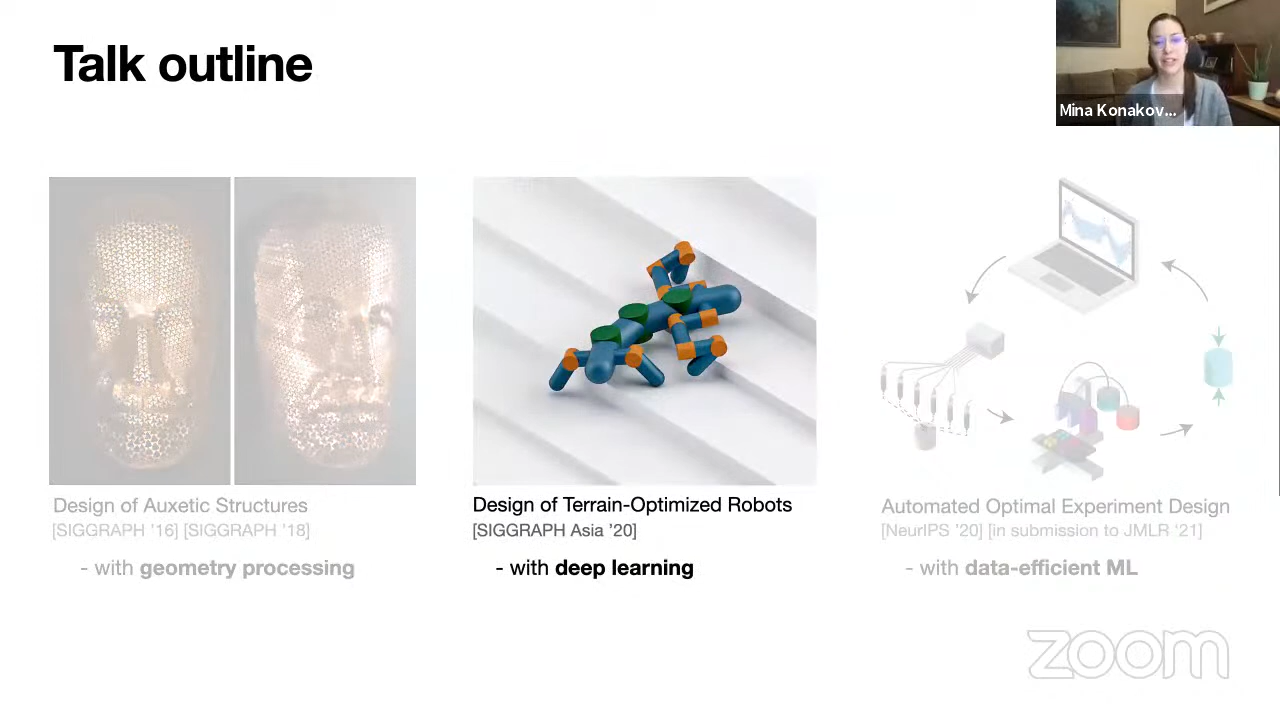 Talk outline
Mina Konakov...
Design of Auxetic Structures
[SIGGRAPH '16] [SIGGRAPH '18]
- with geometry processing
Design of Terrain-Optimized Robots
[SIGGRAPH Asia '20]
- with deep learning
Automated Optimal Experiment Design
[NeurIPS '20] [in submission to JMLR '21]
- with data-efficient ML
zoom